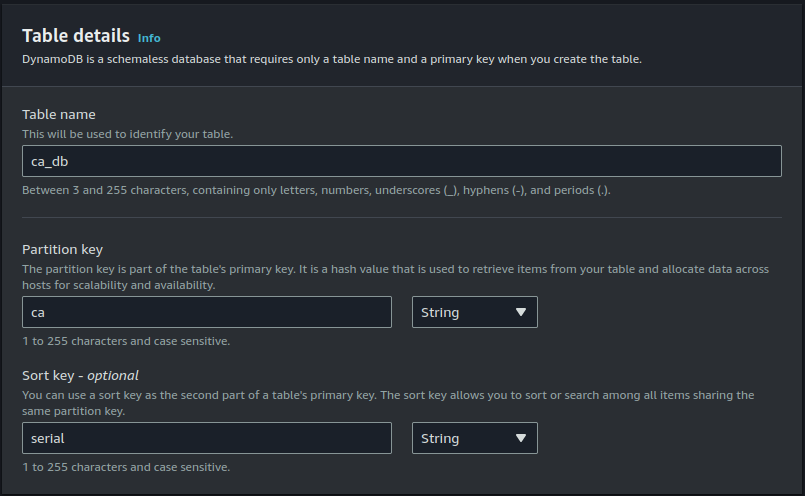 Table details Info
DynamoDB is a schemaless database that requires only a table name and a primary key when you create the table.
Table name
This will be used to identify your table.
ca_db
Between 3 and 255 characters, containing only letters, numbers, underscores (_), hyphens (-), and periods (.).
Partition key
The partition key is part of the table's primary key. It is a hash value that is used to retrieve items from your table and allocate data across
hosts for scalability and availability.
ca String
1 to 255 characters and case sensitive.
Sort key - optional
You can use a sort key as the second part of a table's primary key. The sort key allows you to sort or search among all items sharing the
same partition key.
serial String
1 to 255 characters and case sensitive.